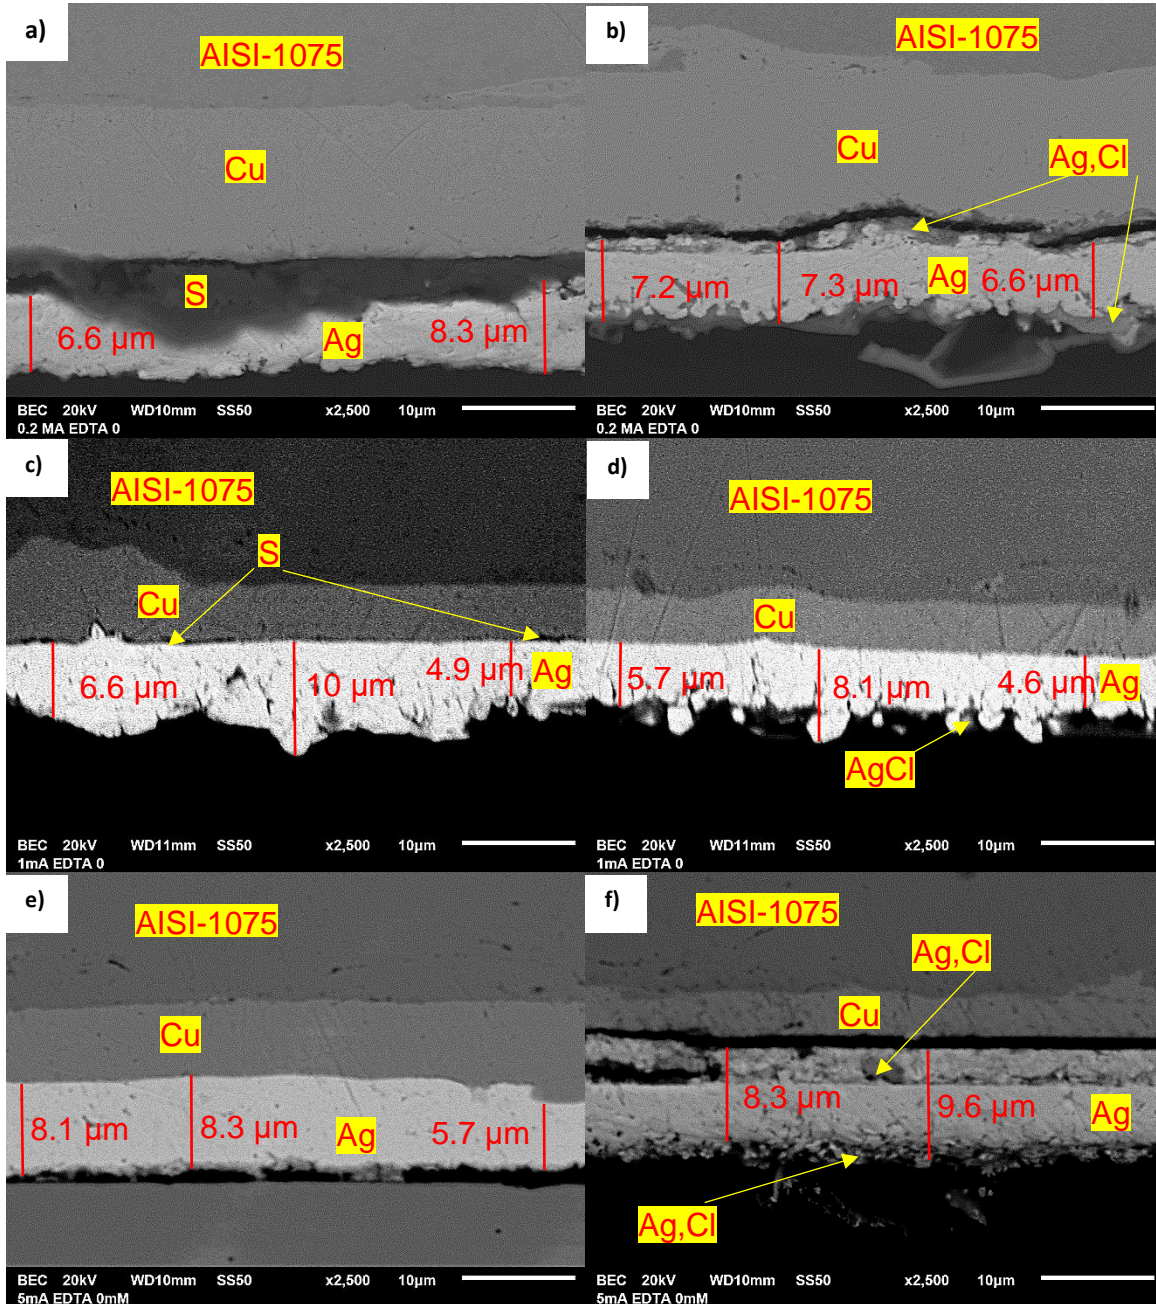 a)
AISI-1075
Cu
S
6.6 µm
Ag
8.3 µm
BEC 20kV WD10mm SS50 x2,500 10µm
0.2 MA EDTA 0
b)
AISI-1075
Cu
Ag,Cl
7.2 µm
7.3 µm
Ag
6.6 µm
BEC 20kV WD10mm SS50 x2,500 10µm
0.2 MA EDTA 0
c)
AISI-1075
S
Cu
6.6 µm
10 µm
4.9 µm
Ag
BEC 20kV WD11mm SS50 x2,500 10µm
1mA EDTA 0
d)
AISI-1075
Cu
5.7 µm
8.1 µm
4.6 µm
Ag
AgCl
BEC 20kV WD11mm SS50 x2,500 10µm
1mA EDTA 0
e)
AISI-1075
Cu
8.1 µm
8.3 µm
Ag
5.7 µm
BEC 20kV WD10mm SS50 x2,500 10µm
5mA EDTA 0mM
f)
AISI-1075
Ag,Cl
Cu
8.3 µm
9.6 µm
Ag
Ag,Cl
BEC 20kV WD10mm SS50 x2,500 10µm
5mA EDTA 0mM